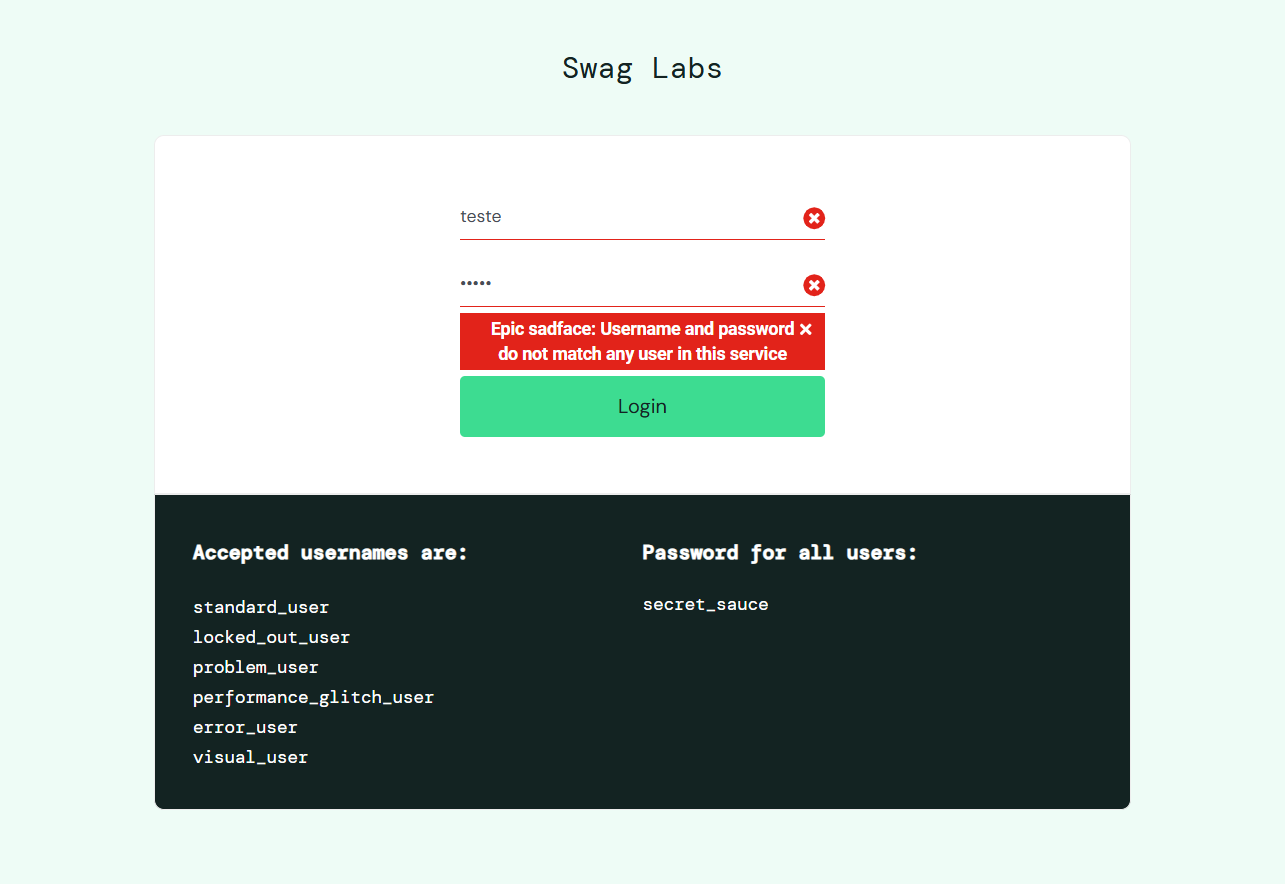 Swag Labs
teste
•••••
Epic sadface: Username and password
do not match any user in this service
Login
Accepted usernames are:
standard_user
locked_out_user
problem_user
performance_glitch_user
error_user
visual_user
Password for all users:
secret_sauce